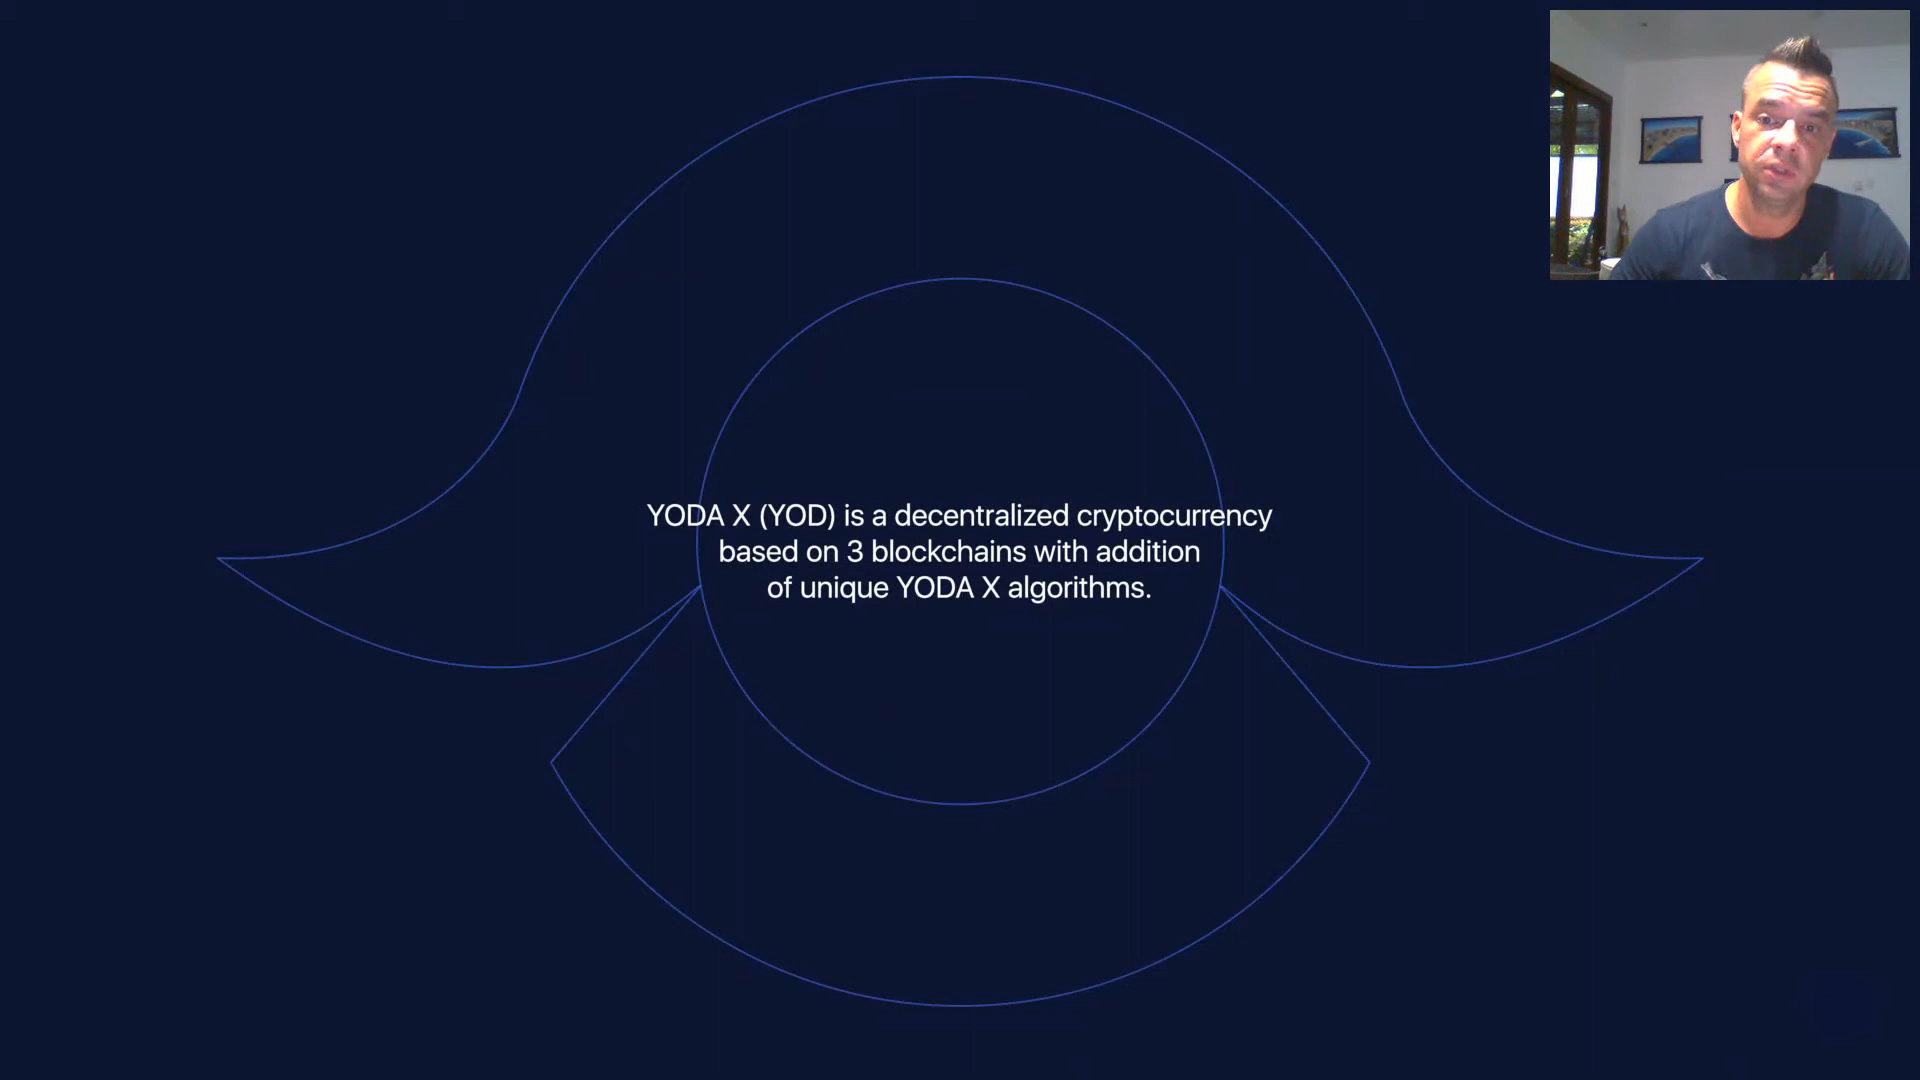 YODA X (YOD) is a decentralized cryptocurrency
based on 3 blockchains with addition
of unique YODA X algorithms.